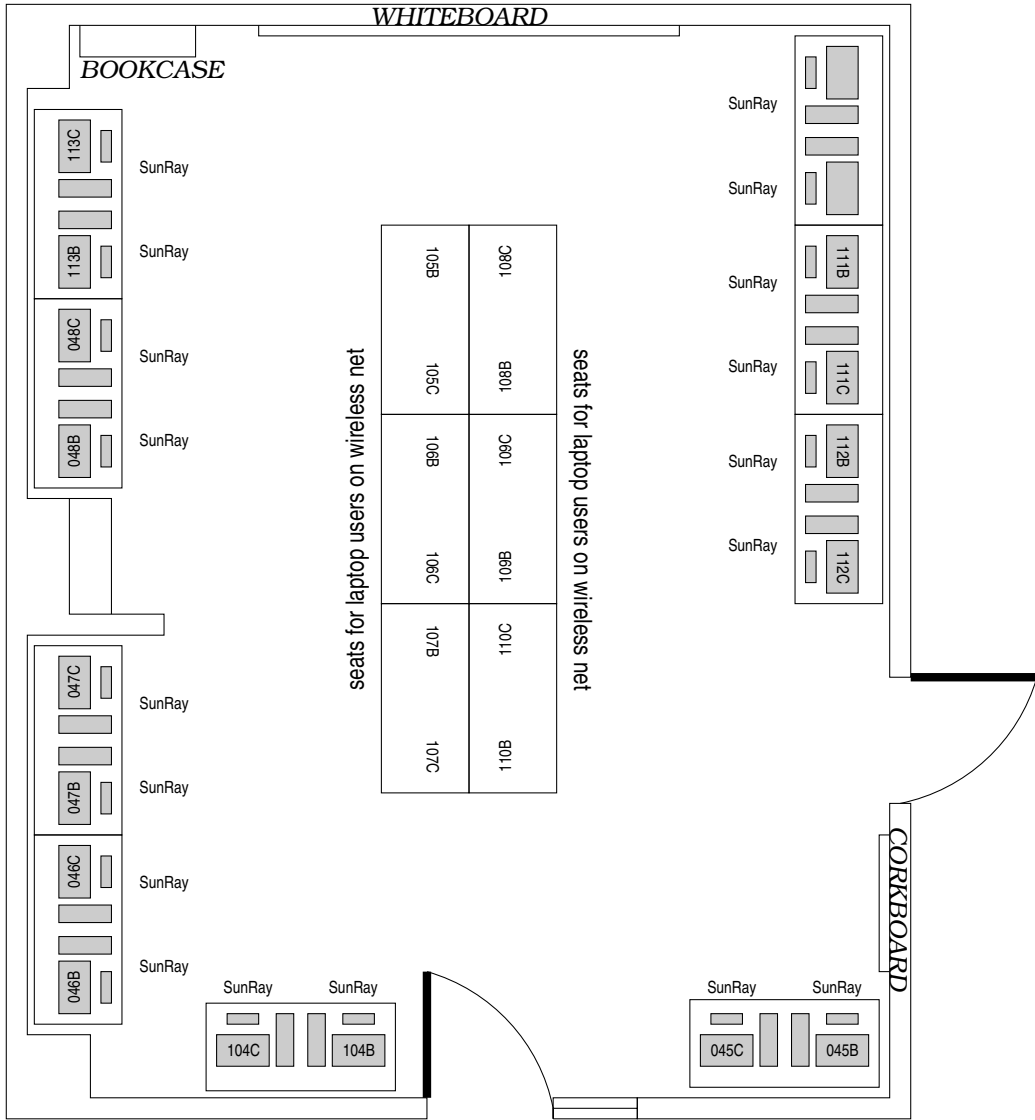 WHITEBOARD
BOOKCASE
113C
SunRay
113B
SunRay
048C
SunRay
048B
SunRay
047C
SunRay
047B
SunRay
046C
SunRay
046B
SunRay
seats for laptop users on wireless net
105B
108C
105C
108B
106B
109C
106C
109B
107B
110C
107C
110B
seats for laptop users on wireless net
SunRay
SunRay
SunRay
111B
SunRay
111C
SunRay
112B
SunRay
112C
CORKBOARD
SunRay
SunRay
104C
104B
SunRay
SunRay
045C
045B